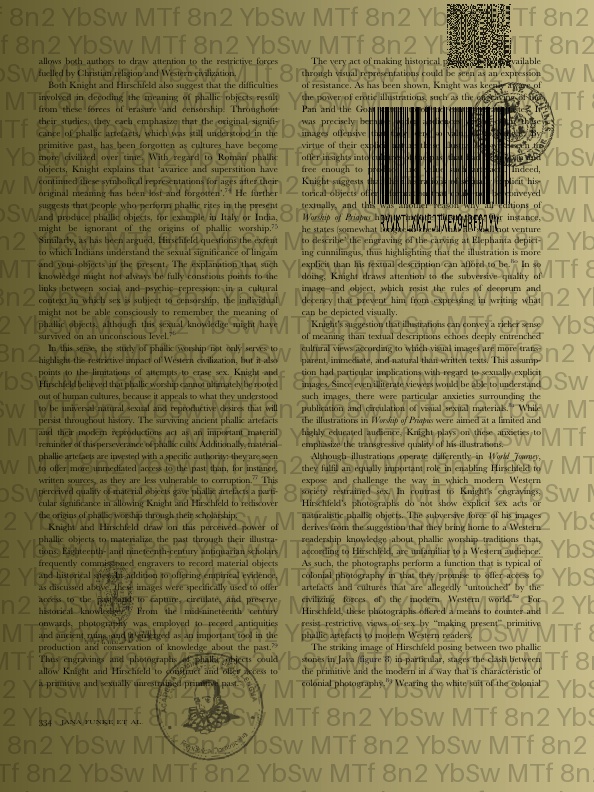 allows both authors to draw attention to the restrictive forces
fuelled by Christian religion and Western civilization.
Both Knight and Hirschfeld also suggest that the difficulties
involved in decoding the meaning of phallic objects result
from these forces of erasure and censorship. Throughout
their studies, they each emphasize that the original signifi-
cance of phallic artefacts, which was still understood in the
primitive past, has been forgotten as cultures have become
more civilized over time. With regard to Roman phallic
objects, Knight explains that 'avarice and superstition have
continued these symbolical representations for ages after their
original meaning has been lost and forgotten'.⁷⁴ He further
suggests that people who perform phallic rites in the present
and produce phallic objects, for example in Italy or India,
might be ignorant of the origins of phallic worship.⁷⁵
Similarly, as has been argued, Hirschfeld questions the extent
to which Indians understand the sexual significance of lingam
and yoni objects in the present. The explanation that such
knowledge might not always be fully conscious points to the
links between social and psychic repression: in a cultural
context in which sex is subject to censorship, the individual
might not be able consciously to remember the meaning of
phallic objects, although this sexual knowledge might have
survived on an unconscious level.⁷⁶
In this sense, the study of phallic worship not only serves to
highlight the restrictive impact of Western civilization, but it also
points to the limitations of attempts to erase sex. Knight and
Hirschfeld believed that phallic worship cannot ultimately be rooted
out of human cultures, because it appeals to what they understood
to be universal natural sexual and reproductive desires that will
persist throughout history. The surviving ancient phallic artefacts
and their modern reproductions act as an important material
reminder of this perseverance of phallic cults. Additionally, material
phallic artefacts are invested with a specific authority: they are seen
to offer more unmediated access to the past than, for instance,
written sources, as they are less vulnerable to corruption.⁷⁷ This
perceived quality of material objects gave phallic artefacts a parti-
cular significance in allowing Knight and Hirschfeld to rediscover
the origins of phallic worship through their scholarship.
Knight and Hirschfeld draw on this perceived power of
phallic objects to materialize the past through their illustra-
tions. Eighteenth- and nineteenth-century antiquarian scholars
frequently commissioned engravers to record material objects
and historical sites. In addition to offering empirical evidence,
as discussed above, these images were specifically used to offer
access to the past and to capture, circulate, and preserve
historical knowledge.⁷⁸ From the mid-nineteenth century
onwards, photography was employed to record antiquities
and ancient ruins, and it emerged as an important tool in the
production and conservation of knowledge about the past.⁷⁹
Thus engravings and photographs of phallic objects could
allow Knight and Hirschfeld to construct and offer access to
a primitive and sexually unrestrained primitive past.
The very act of making historical available
through visual representations could be seen as an expression
of resistance. As has been shown, Knight was keenly aware of
the power of erotic illustrations, such as the engraving of
Pan and the Goat
was precisely
images offensive By
virtue of their
offer insights into
free enough to
Knight suggests his
torical objects of conveyed
textually, and this was another reason why all editions of
Worship of Priapus instance,
he states 'somewhat not venture
to describe' the engraving of the carving at Elephanta depict-
ing cunnilingus, thus highlighting that the illustration is more
explicit than his textual description can afford to be. In so
doing, Knight draws attention to the subversive quality of
image and object, which resist the rules of decorum and
decency that prevent him from expressing in writing what
can be depicted visually.
Knight's suggestion that illustrations can convey a richer sense
of meaning than textual descriptions echoes deeply entrenched
cultural views according to which visual images are more trans-
parent, immediate, and natural than written texts. This assump-
tion had particular implications with regard to sexually explicit
images. Since even illiterate viewers would be able to understand
such images, there were particular anxieties surrounding the
publication and circulation of visual sexual materials. While
the illustrations in Worship of Priapus were aimed at a limited and
highly educated audience, Knight plays on these anxieties to
emphasize the transgressive quality of his illustrations.
Although illustrations operate differently in World Journey,
they fulfil an equally important role in enabling Hirschfeld to
expose and challenge the way in which modern Western
society restrained sex. In contrast to Knight's engravings,
Hirschfeld's photographs do not show explicit sex acts or
naturalistic phallic objects. The subversive force of his images
derives from the suggestion that they bring home to a Western
readership knowledge about phallic worship traditions that,
according to Hirschfeld, are unfamiliar to a Western audience.
As such, the photographs perform a function that is typical of
colonial photography in that they promise to offer access to
artefacts and cultures that are allegedly 'untouched' by the
civilizing forces of the modern Western world. For
Hirschfeld, these photographs offered a means to counter and
resist restrictive views of sex by "making present" primitive
phallic artefacts to modern Western readers.
The striking image of Hirschfeld posing between two phallic
stones in Java (figure 8) in particular, stages the clash between
the primitive and the modern in a way that is characteristic of
colonial photography. Wearing the white suit of the colonial
334 JANA FUNKE ET AL.